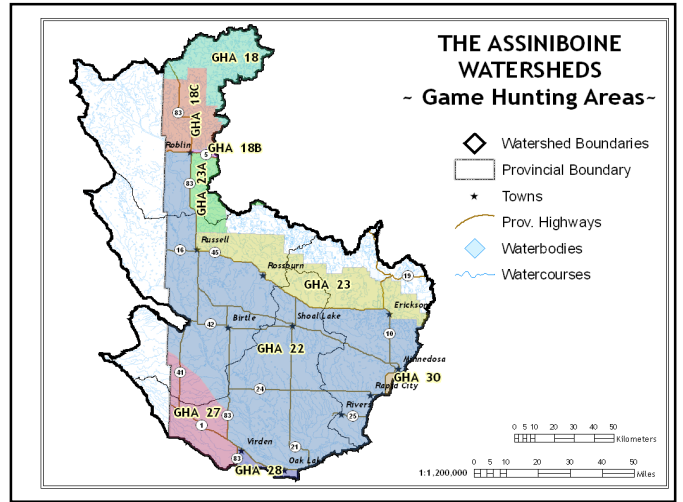 THE ASSINIBOINE
WATERSHEDS
~ Game Hunting Areas~
Watershed Boundaries
Provincial Boundary
Towns
Prov. Highways
Waterbodies
Watercourses
GHA 18
GHA 18C
83
Roblin
5
GHA 18B
83
GHA 23A
Russell
16
45
Rossburn
19
GHA 23
Erickson
Birtle
Shoal Lake
42
10
GHA 22
Minnedosa
GHA 30
41
24
Rapid City
Rivers
GHA 27
83
25
1
Virden
21
83
Oak Lake
GHA 28
0 5 10 20 30 40 50
Kilometers
1:1,200,000
0 5 10 20 30 40 50
Miles